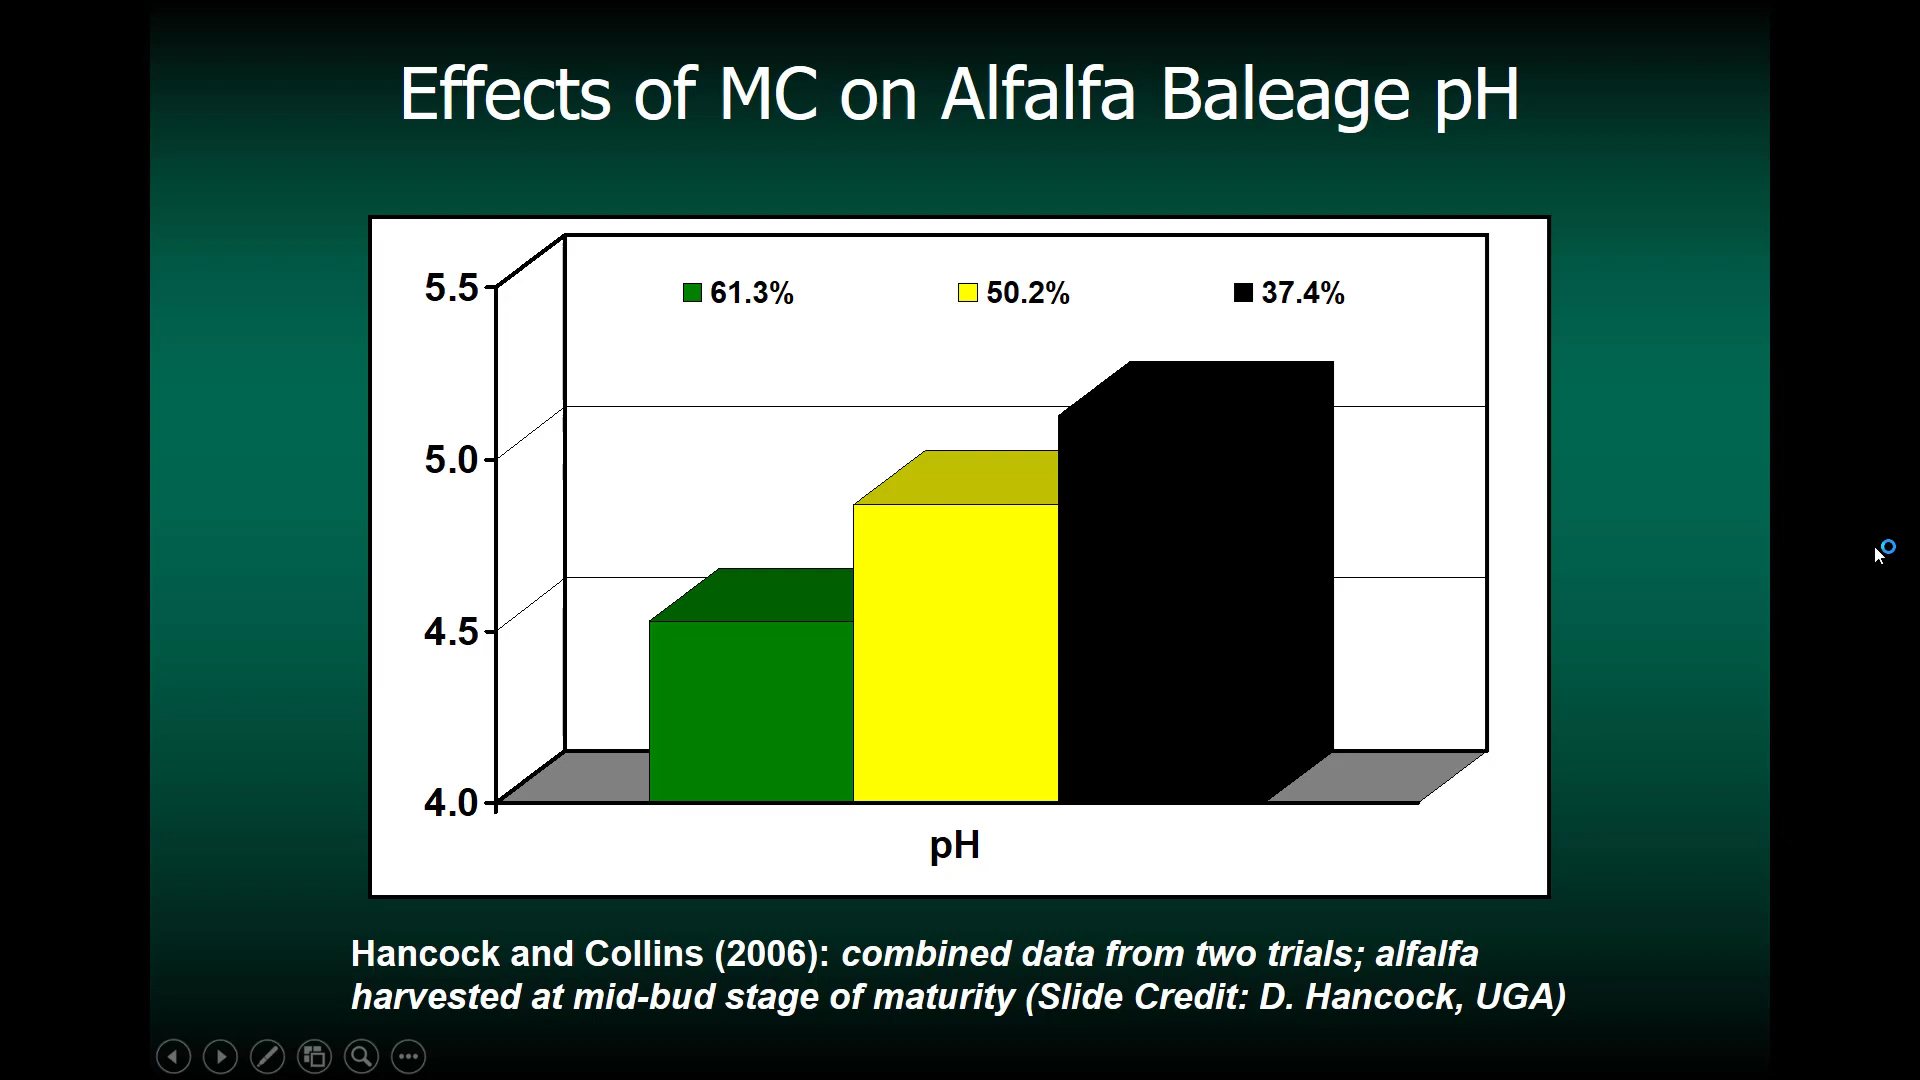 Effects of MC on Alfalfa Baleage pH
61.3% 50.2% 37.4%
5.5
5.0
4.5
4.0
pH
Hancock and Collins (2006): combined data from two trials; alfalfa
harvested at mid-bud stage of maturity (Slide Credit: D. Hancock, UGA)